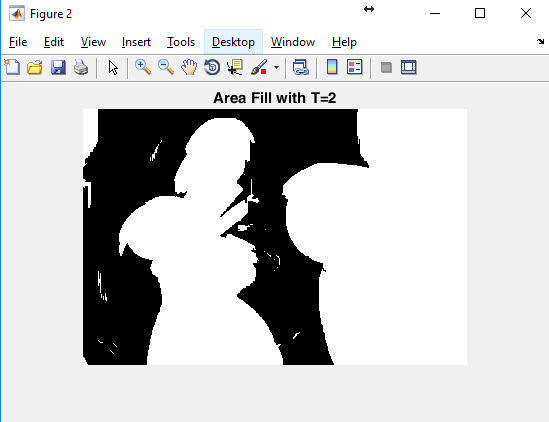 Figure 2
File Edit View Insert Tools Desktop Window Help
Area Fill with T=2